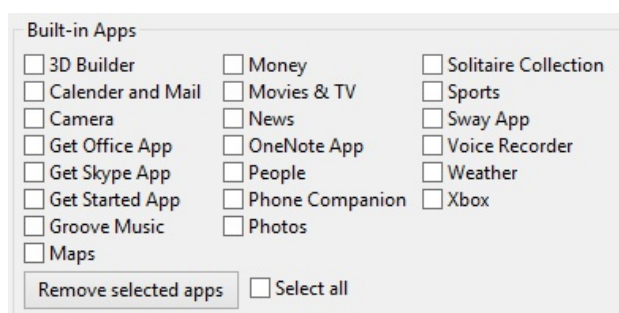 Built-in Apps
3D Builder
Calender and Mail
Camera
Get Office App
Get Skype App
Get Started App
Groove Music
Maps
Money
Movies & TV
News
OneNote App
People
Phone Companion
Photos
Solitaire Collection
Sports
Sway App
Voice Recorder
Weather
Xbox
Remove selected apps
Select all